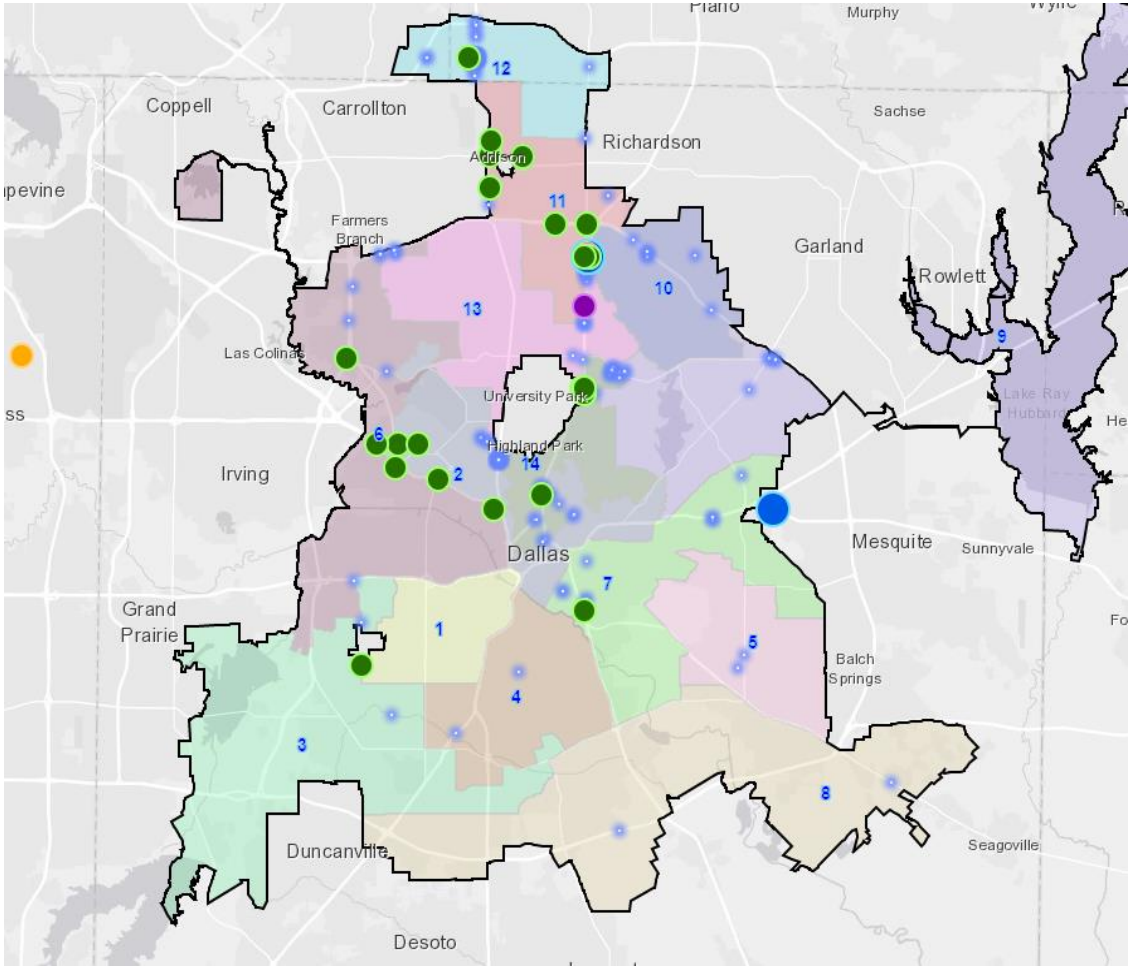 Plano
Murphy
Wylie
12
Coppell
Carrollton
Sachse
Richardson
Addison
apevine
11
Farmers
Branch
Garland
Rowlett
10
13
9
Las Colinas
University Park
Lake Ray
Hubbard
ss
He
6
Highland Park
14
Irving
2
Mesquite
Sunnyvale
Dallas
7
Grand
Prairie
Fo
1
5
Balch
Springs
4
3
8
Duncanville
Seagoville
Desoto